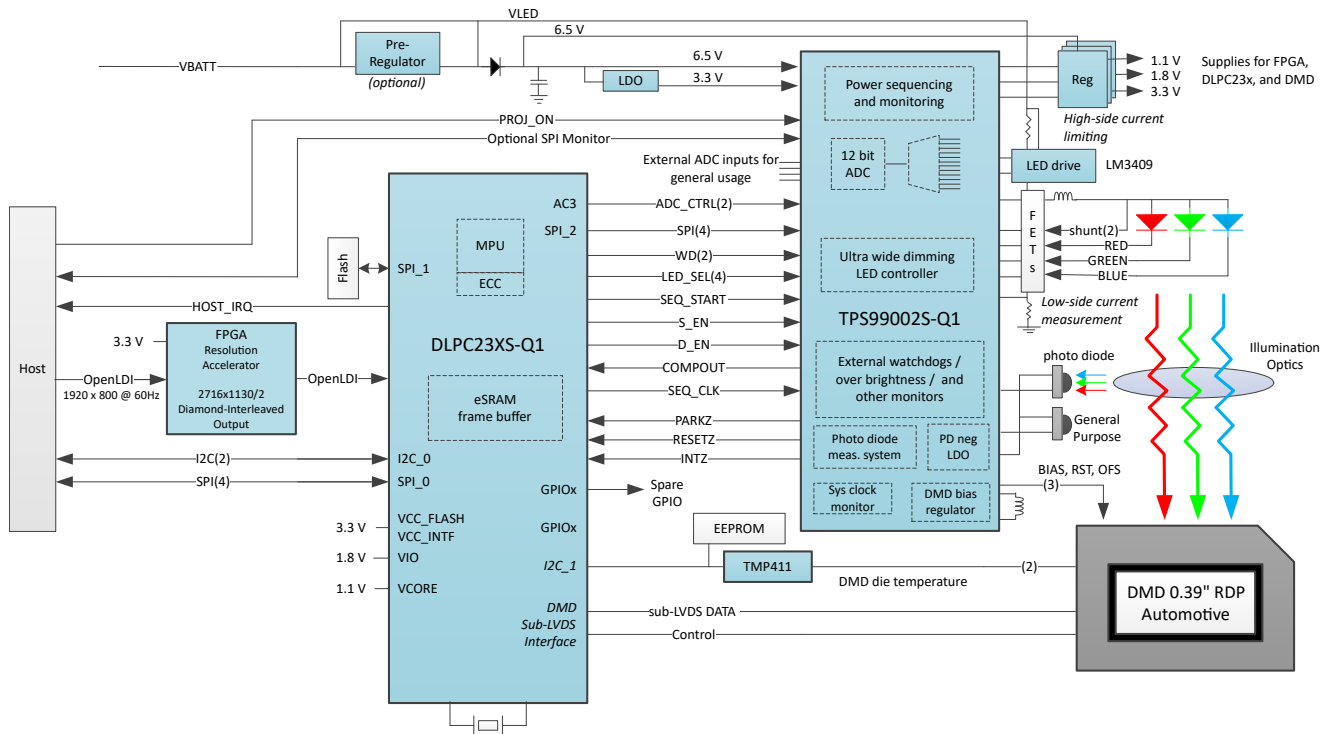 VLED
6.5 V
Pre-
Regulator
(optional)
VBATT
6.5 V
3.3 V
LDO
Power sequencing
and monitoring
Reg
1.1 V
1.8 V
3.3 V
Supplies for FPGA,
DLPC23x, and DMD
High-side current
limiting
PROJ_ON
Optional SPI Monitor
External ADC inputs for
general usage
12 bit
ADC
LED drive
LM3409
AC3
ADC_CTRL(2)
SPI_2
SPI(4)
MPU
ECC
WD(2)
LED_SEL(4)
SEQ_START
S_EN
D_EN
COMPOUT
SEQ_CLK
PARKZ
RESETZ
INTZ
Ultra wide dimming
LED controller
FETs
shunt(2)
RED
GREEN
BLUE
Low-side current
measurement
TPS99002S-Q1
Flash
SPI_1
HOST_IRQ
Host
3.3 V
FPGA
Resolution
Accelerator
2716x1130/2
Diamond-Interleaved
Output
OpenLDI
1920 x 800 @ 60Hz
OpenLDI
DLPC23XS-Q1
eSRAM
frame buffer
External watchdogs /
over brightness / and
other monitors
photo diode
Illumination
Optics
General
Purpose
Photo diode
meas. system
PD neg
LDO
Sys clock
monitor
DMD bias
regulator
BIAS, RST, OFS
(3)
I2C(2)
I2C_0
SPI(4)
SPI_0
GPIOx
Spare
GPIO
3.3 V
VCC_FLASH
VCC_INTF
GPIOx
1.8 V
VIO
1.1 V
VCORE
EEPROM
I2C_1
TMP411
DMD die temperature
(2)
DMD
Sub-LVDS
Interface
sub-LVDS DATA
Control
DMD 0.39" RDP
Automotive